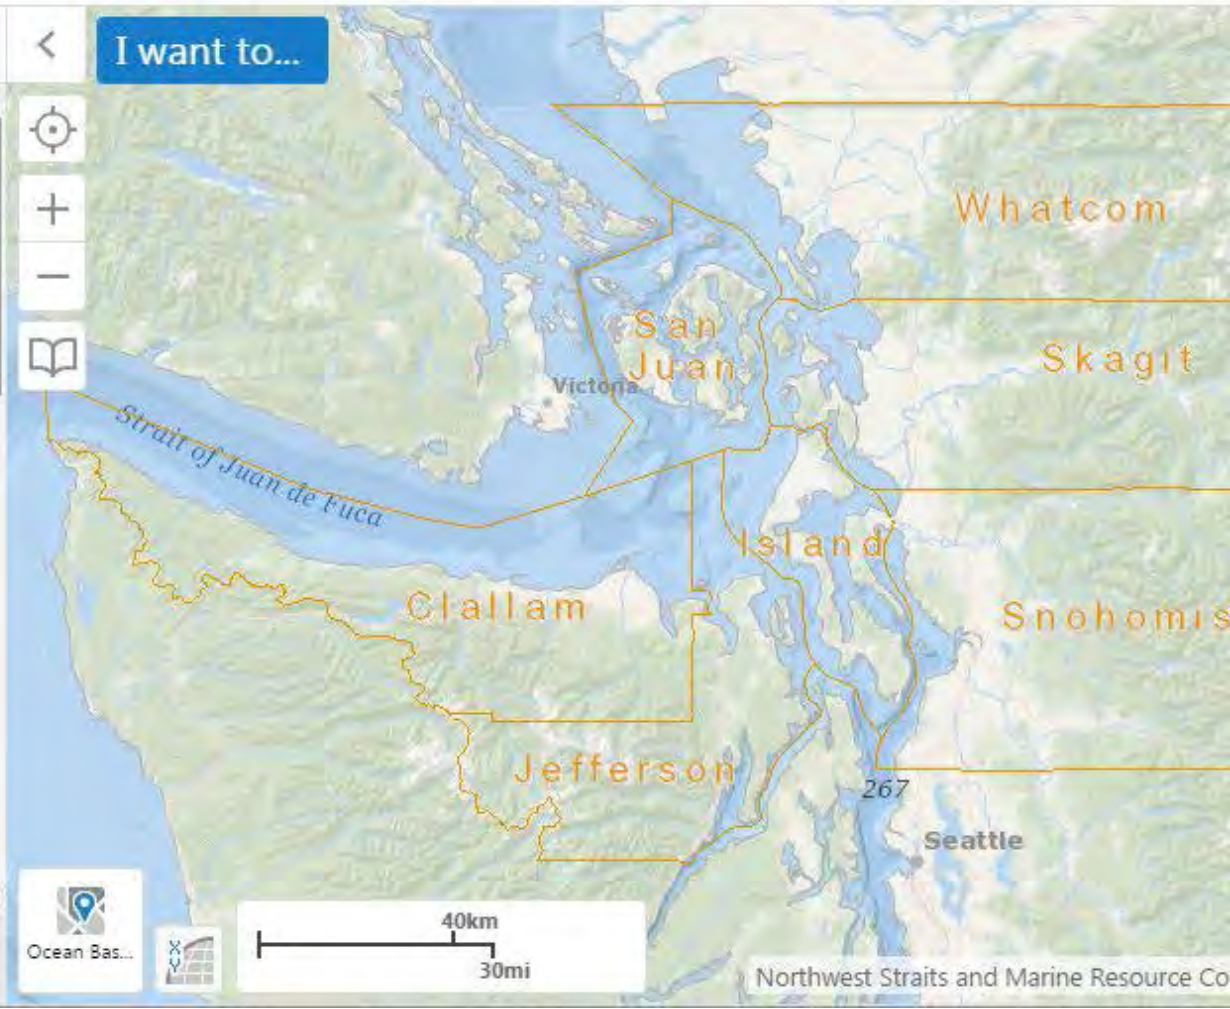 I want to...
Whatcom
San
Juan
Skagit
Victoria
Strait of Juan de Fuca
Island
Clallam
Snohomis
Jefferson
267
Seattle
Ocean Bas...
XY
40km
30mi
Northwest Straits and Marine Resource Co